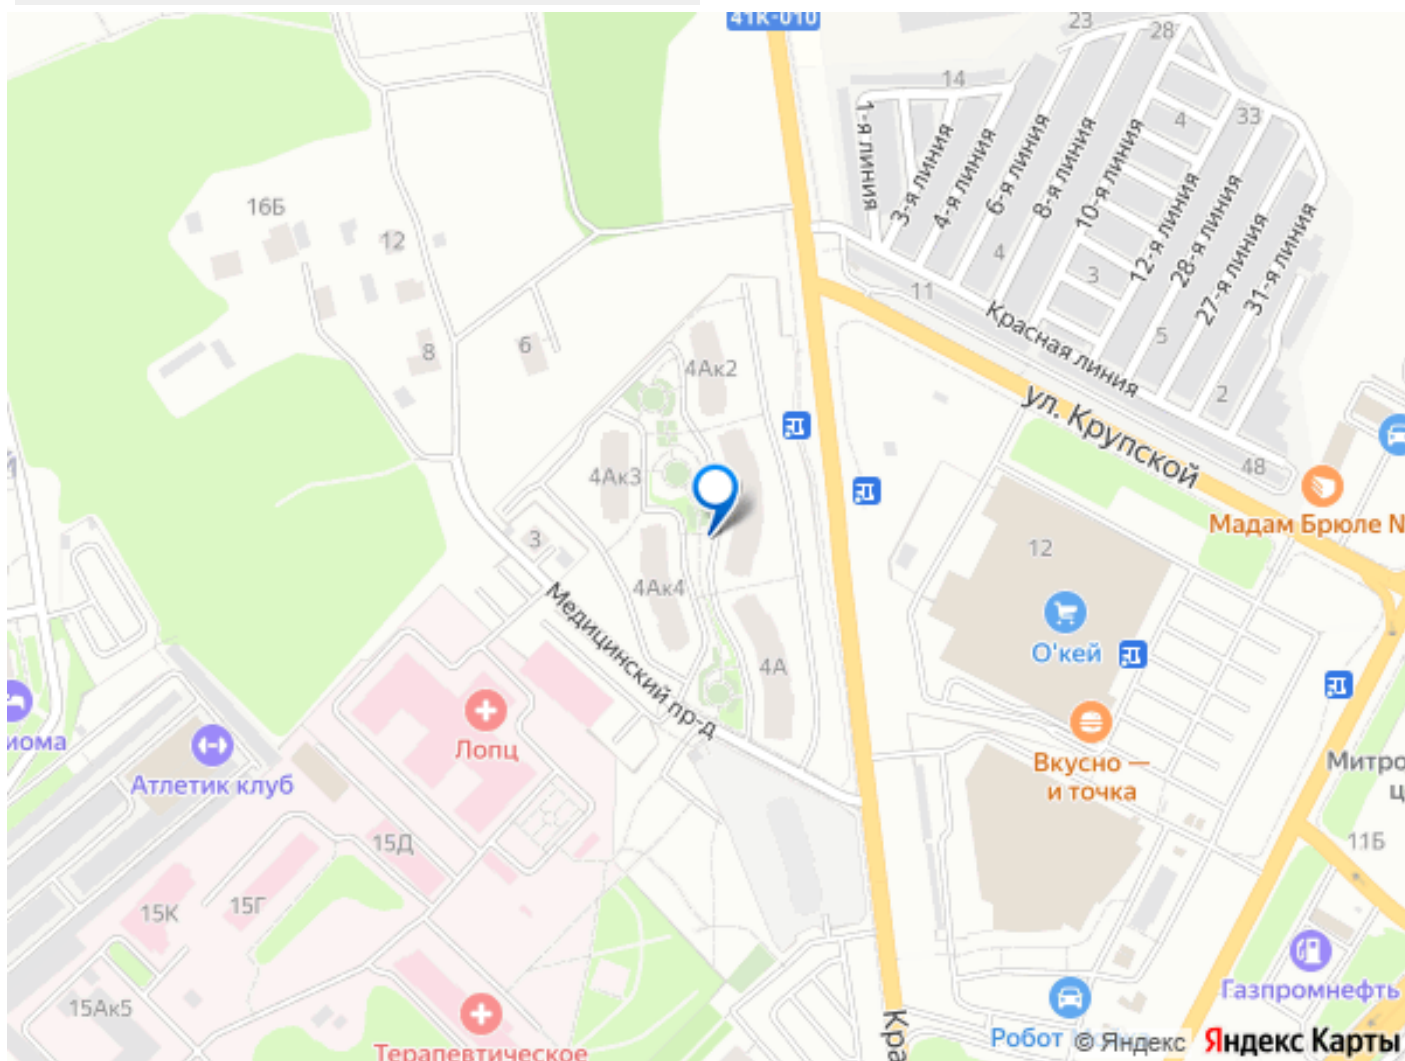 41К-010
23
28
14
33
4
1-я линия
3-я линия
4-я линия
6-я линия
8-я линия
10-я линия
12-я линия
28-я линия
27-я линия
31-я линия
16Б
12
4
3
11
Красная линия
5
2
8
6
4Ак2
ул. Крупской
48
4Ак3
Мадам Брюле №
3
12
4Ак4
Медицинский пр-д
О'кей
4А
Лопц
Атлетик клуб
Вкусно —
и точка
11Б
15Д
15К
15Г
Газпромнефть
15Ак5
Робот
© Яндекс
Яндекс Карты
Терапевтическое